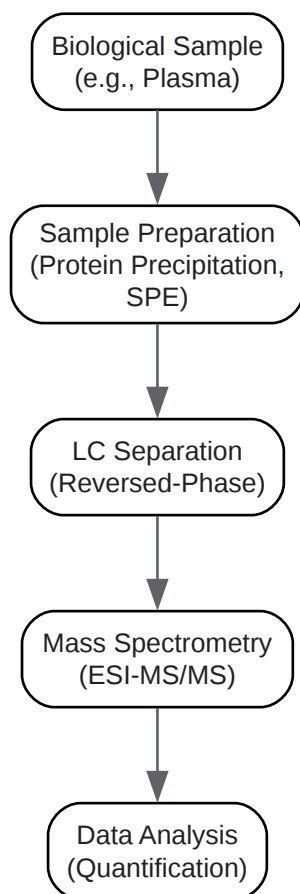 Biological Sample
(e.g., Plasma)
Sample Preparation
(Protein Precipitation,
SPE)
LC Separation
(Reversed-Phase)
Mass Spectrometry
(ESI-MS/MS)
Data Analysis
(Quantification)